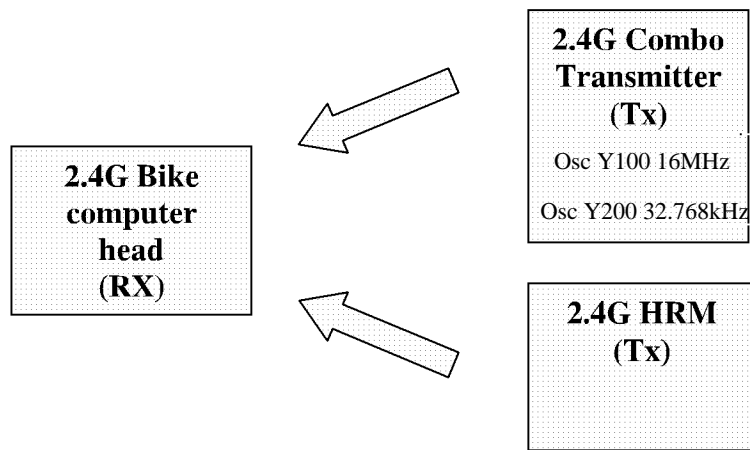 2.4G Bike
computer
head
(RX)
2.4G Combo
Transmitter
(Tx)
Osc Y100 16MHz
Osc Y200 32.768kHz
2.4G HRM
(Tx)